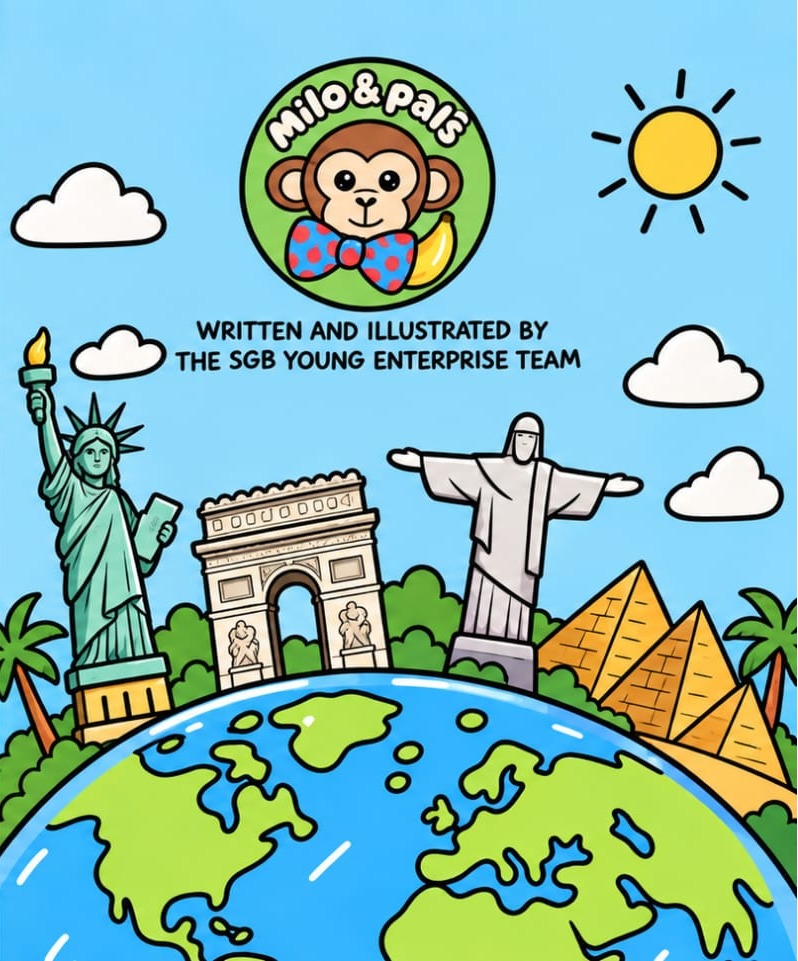 Milo & pals
WRITTEN AND ILLUSTRATED BY
THE SGB YOUNG ENTERPRISE TEAM